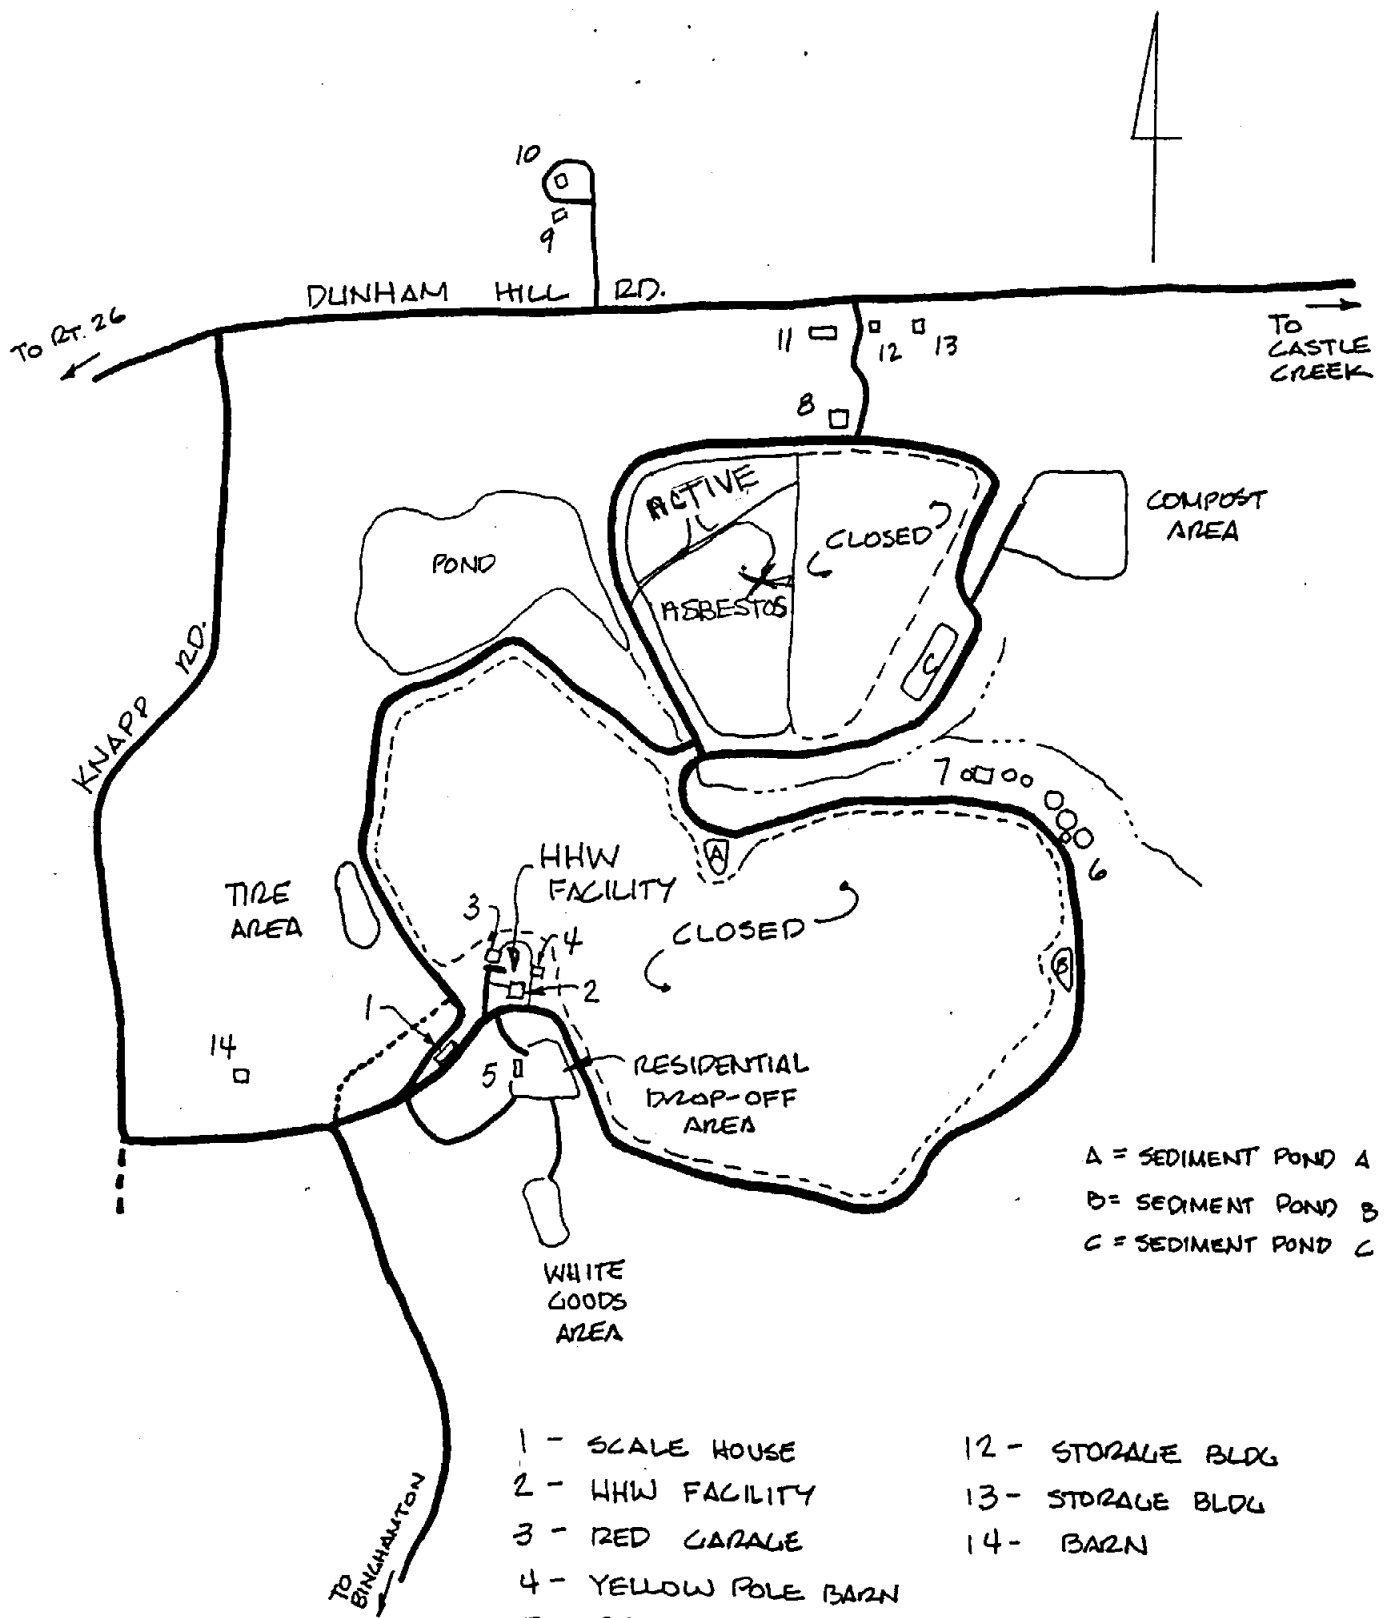 10
9
DUNHAM HILL RD.
TO RT. 26
TO
CASTLE
CREEK
11
12
13
8
ACTIVE
CLOSED
COMPOST
AREA
POND
ASBESTOS
C
KNAPP RD.
7
6
A
HHW
FACILITY
TIRE
AREA
3
4
CLOSED
B
2
1
14
5
RESIDENTIAL
DROP-OFF
AREA
A = SEDIMENT POND A
B = SEDIMENT POND B
C = SEDIMENT POND C
WHITE
GOODS
AREA
TO
BINGHAMTON
1 - SCALE HOUSE
2 - HHW FACILITY
3 - RED GARAGE
4 - YELLOW POLE BARN
12 - STORAGE BLDG
13 - STORAGE BLDG
14 - BARN